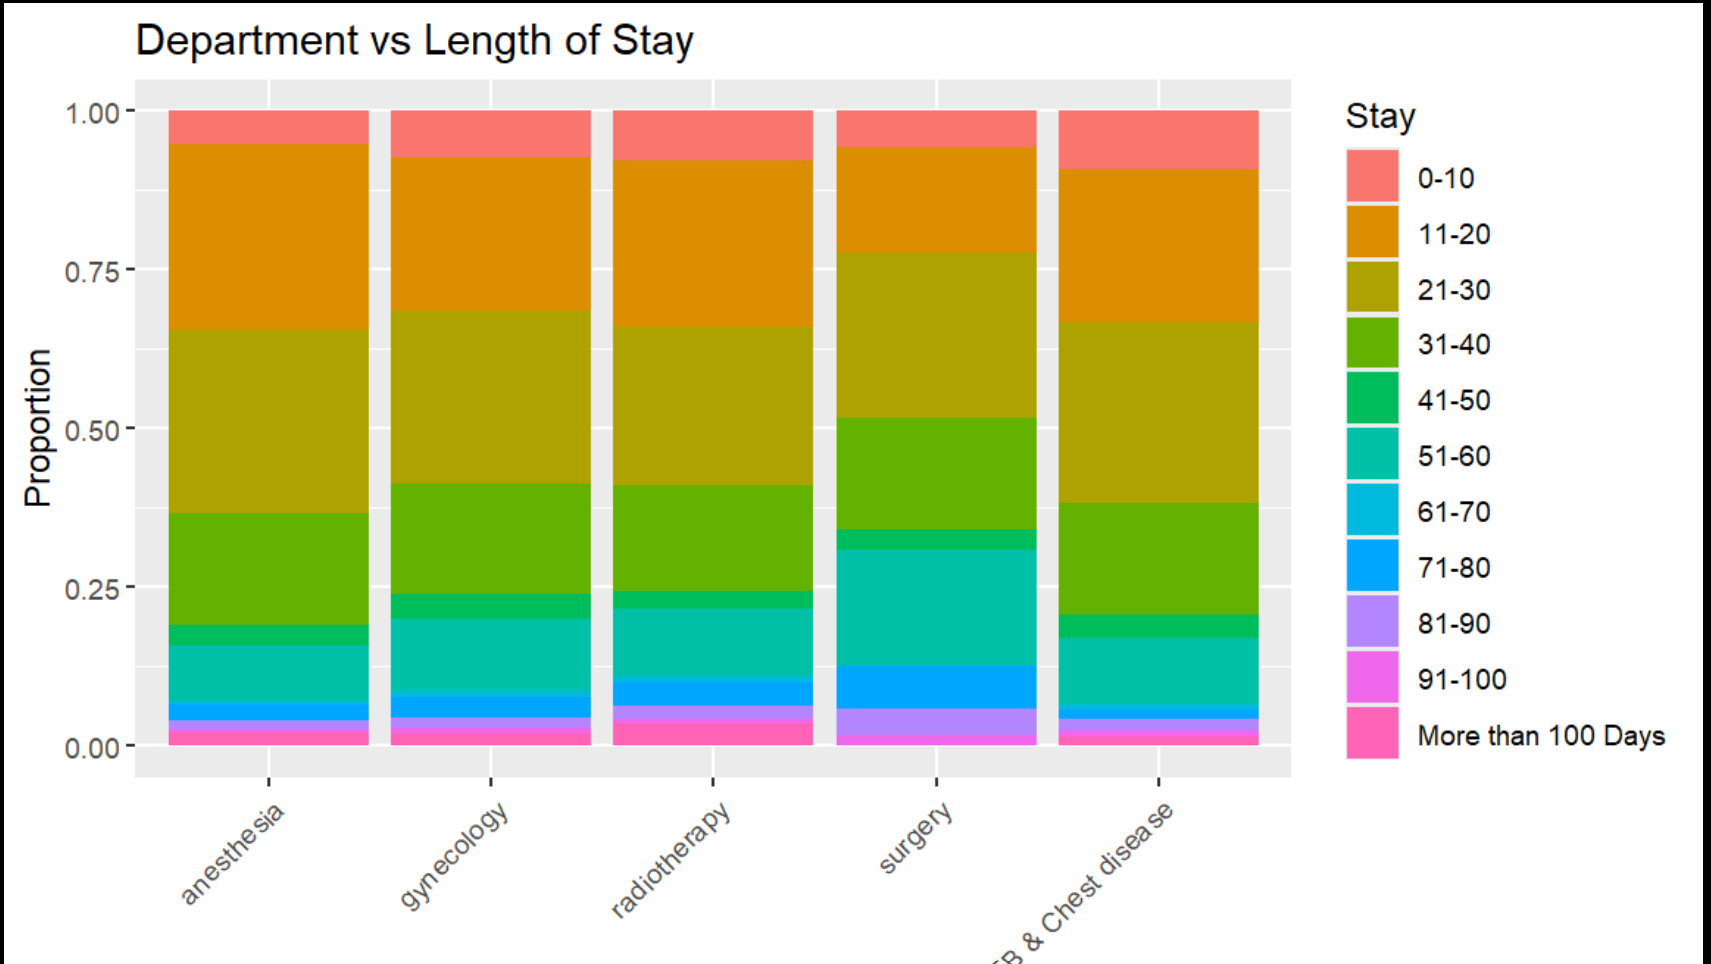 Department vs Length of Stay
Proportion
1.00
0.75
0.50
0.25
0.00
anesthesia
gynecology
radiotherapy
surgery
& Chest disease
Stay
0-10
11-20
21-30
31-40
41-50
51-60
61-70
71-80
81-90
91-100
More than 100 Days